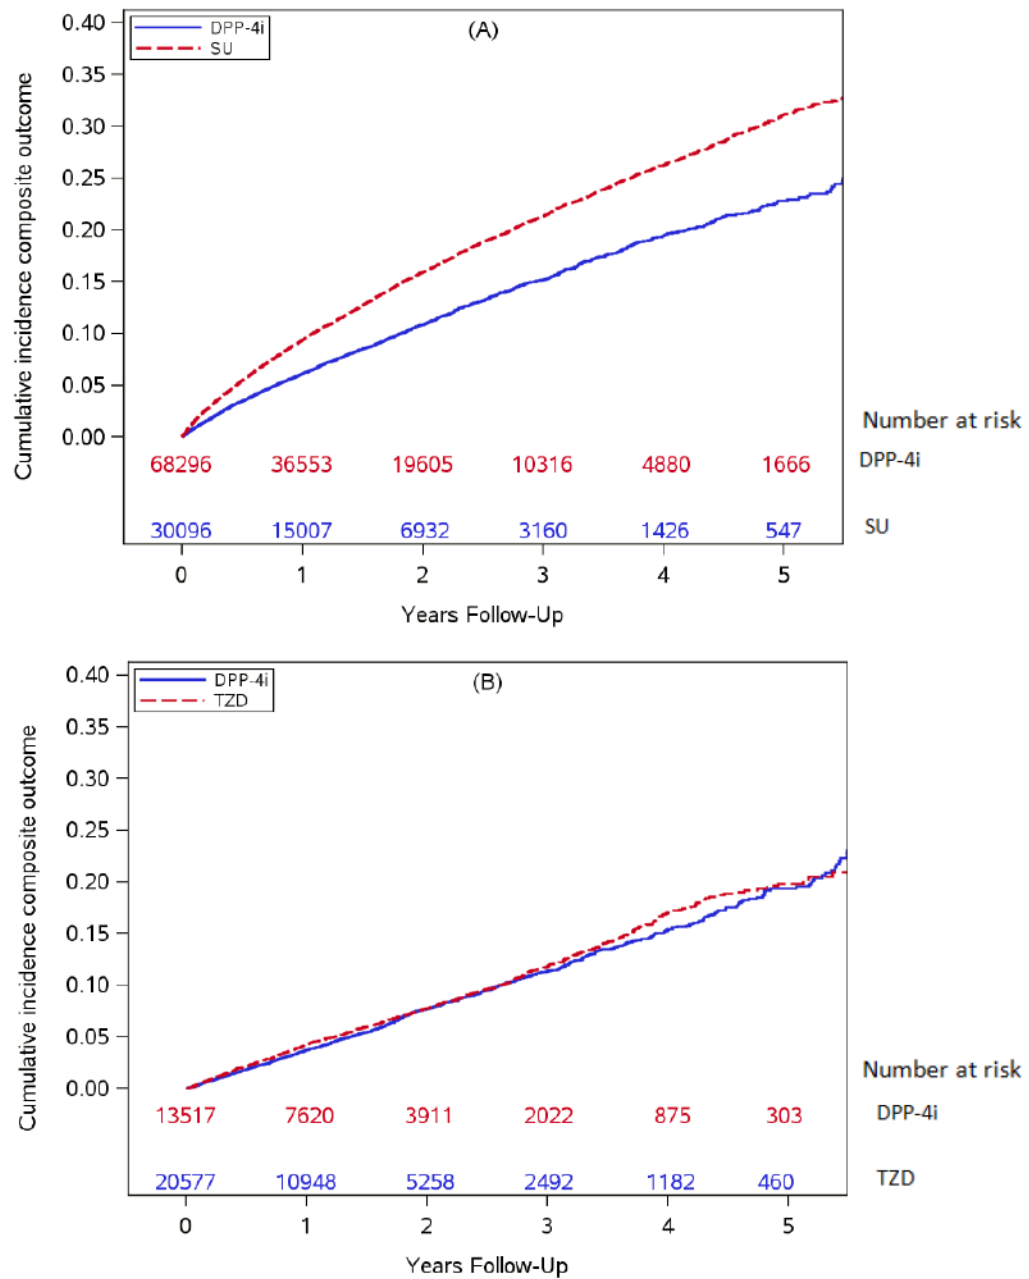 (A)
DPP-4i
SU
Cumulative incidence composite outcome
0.40
0.35
0.30
0.25
0.20
0.15
0.10
0.05
0.00
Number at risk
68296 36553 19605 10316 4880 1666 DPP-4i
30096 15007 6932 3160 1426 547 SU
0 1 2 3 4 5
Years Follow-Up
(B)
DPP-4i
TZD
Cumulative incidence composite outcome
0.40
0.35
0.30
0.25
0.20
0.15
0.10
0.05
0.00
Number at risk
13517 7620 3911 2022 875 303 DPP-4i
20577 10948 5258 2492 1182 460 TZD
0 1 2 3 4 5
Years Follow-Up